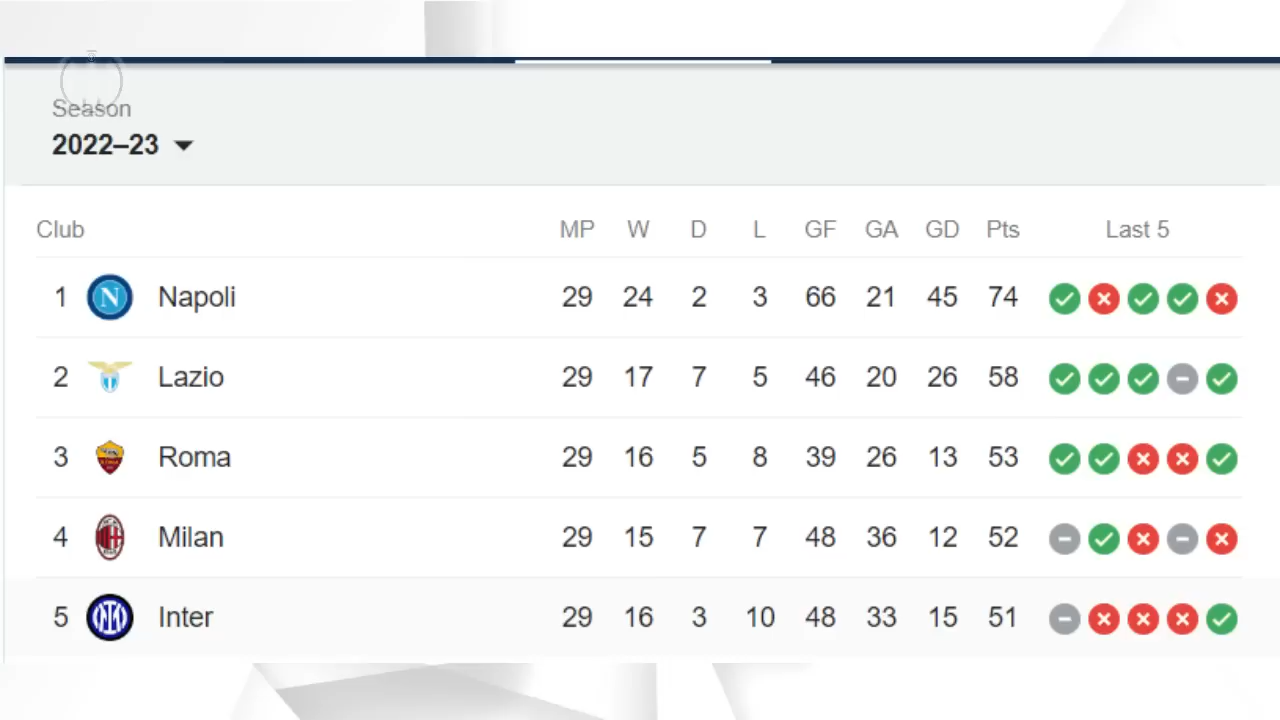 Season
2022–23
Club MP W D L GF GA GD Pts Last 5
1 N Napoli 29 24 2 3 66 21 45 74
2 Lazio 29 17 7 5 46 20 26 58
3 Roma 29 16 5 8 39 26 13 53
4 Milan 29 15 7 7 48 36 12 52
5 Inter 29 16 3 10 48 33 15 51